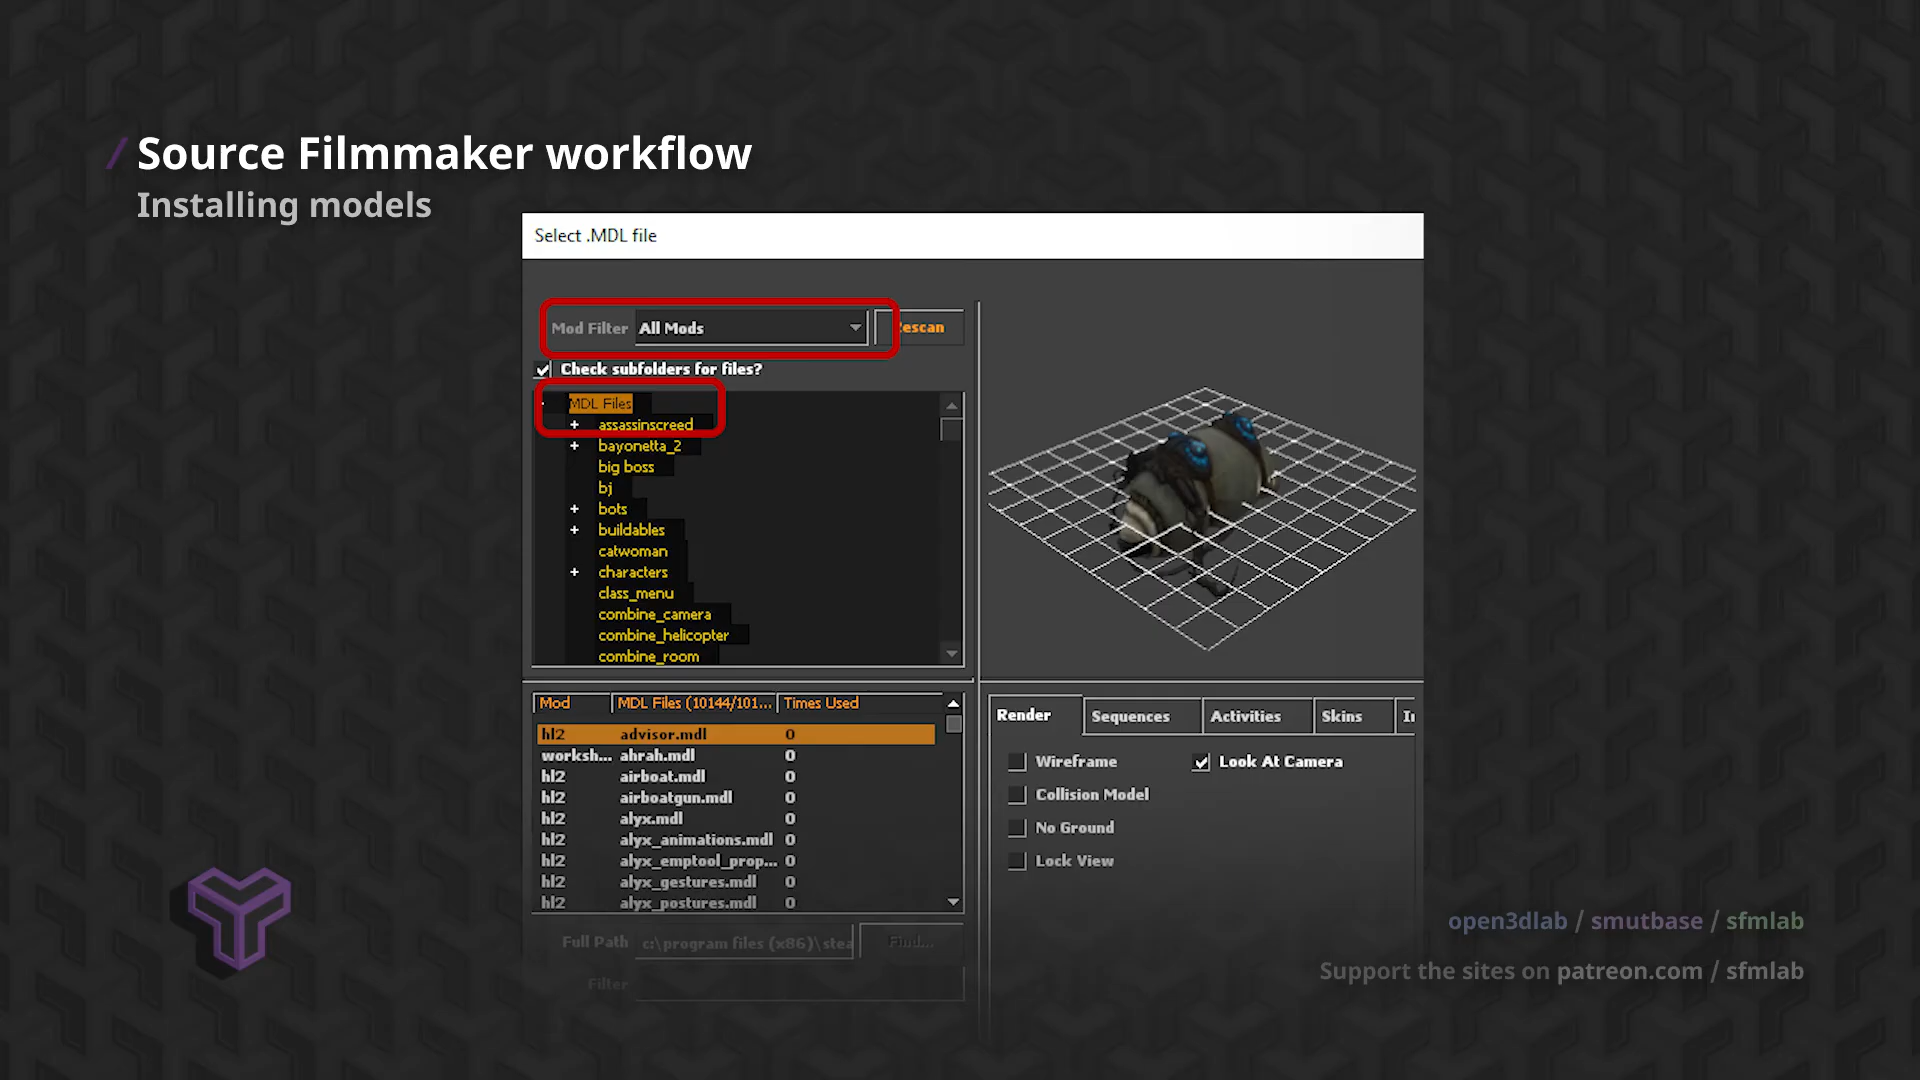 / Source Filmmaker workflow
Installing models
Select .MDL file
Mod Filter All Mods escan
Check subfolders for files?
MDL Files
+ assassinscreed
+ bayonetta_2
big boss
bj
+ bots
+ buildables
catwoman
+ characters
class_menu
combine_camera
combine_helicopter
combine_room
Mod MDL Files (10144/101... Times Used
hl2 advisor.mdl 0
worksh... ahrah.mdl 0
hl2 airboat.mdl 0
hl2 airboatgun.mdl 0
hl2 alyx.mdl 0
hl2 alyx_animations.mdl 0
hl2 alyx_emptool_prop... 0
hl2 alyx_gestures.mdl 0
hl2 alyx_postures.mdl 0
Full Path c:\program files (x86)\stea Find...
Filter
Render Sequences Activities Skins
Wireframe Look At Camera
Collision Model
No Ground
Lock View
open3dlab / smutbase / sfmlab
Support the sites on patreon.com / sfmlab